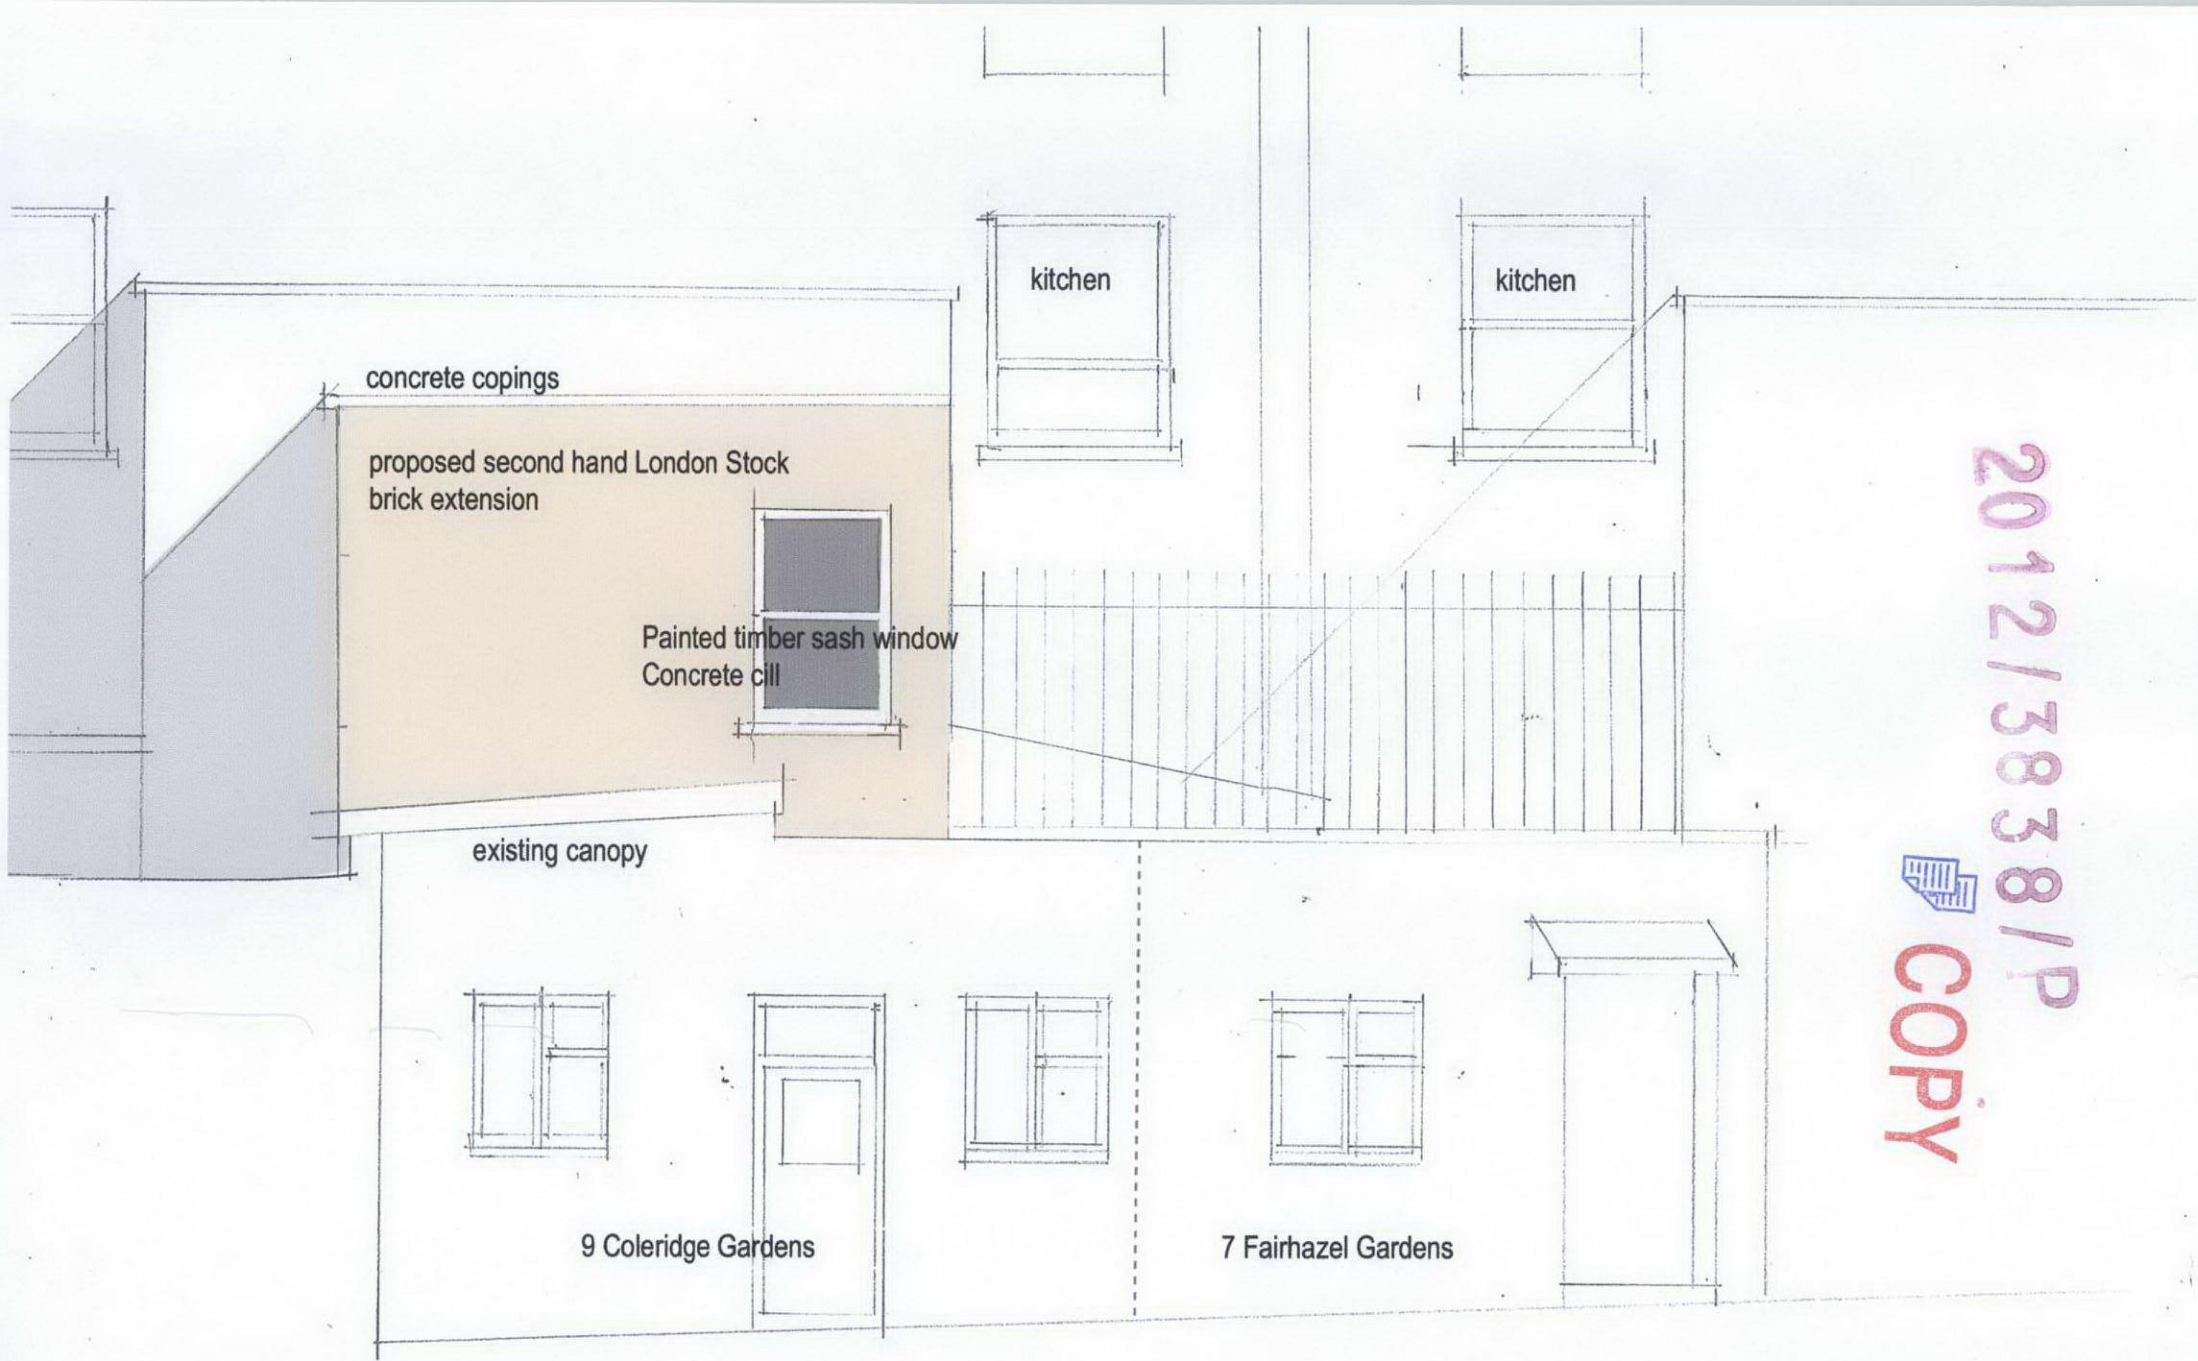 kitchen
kitchen
concrete copings
proposed second hand London Stock
brick extension
Painted timber sash window
Concrete cill
existing canopy
9 Coleridge Gardens
7 Fairhazel Gardens
2012/3838/P
COPY